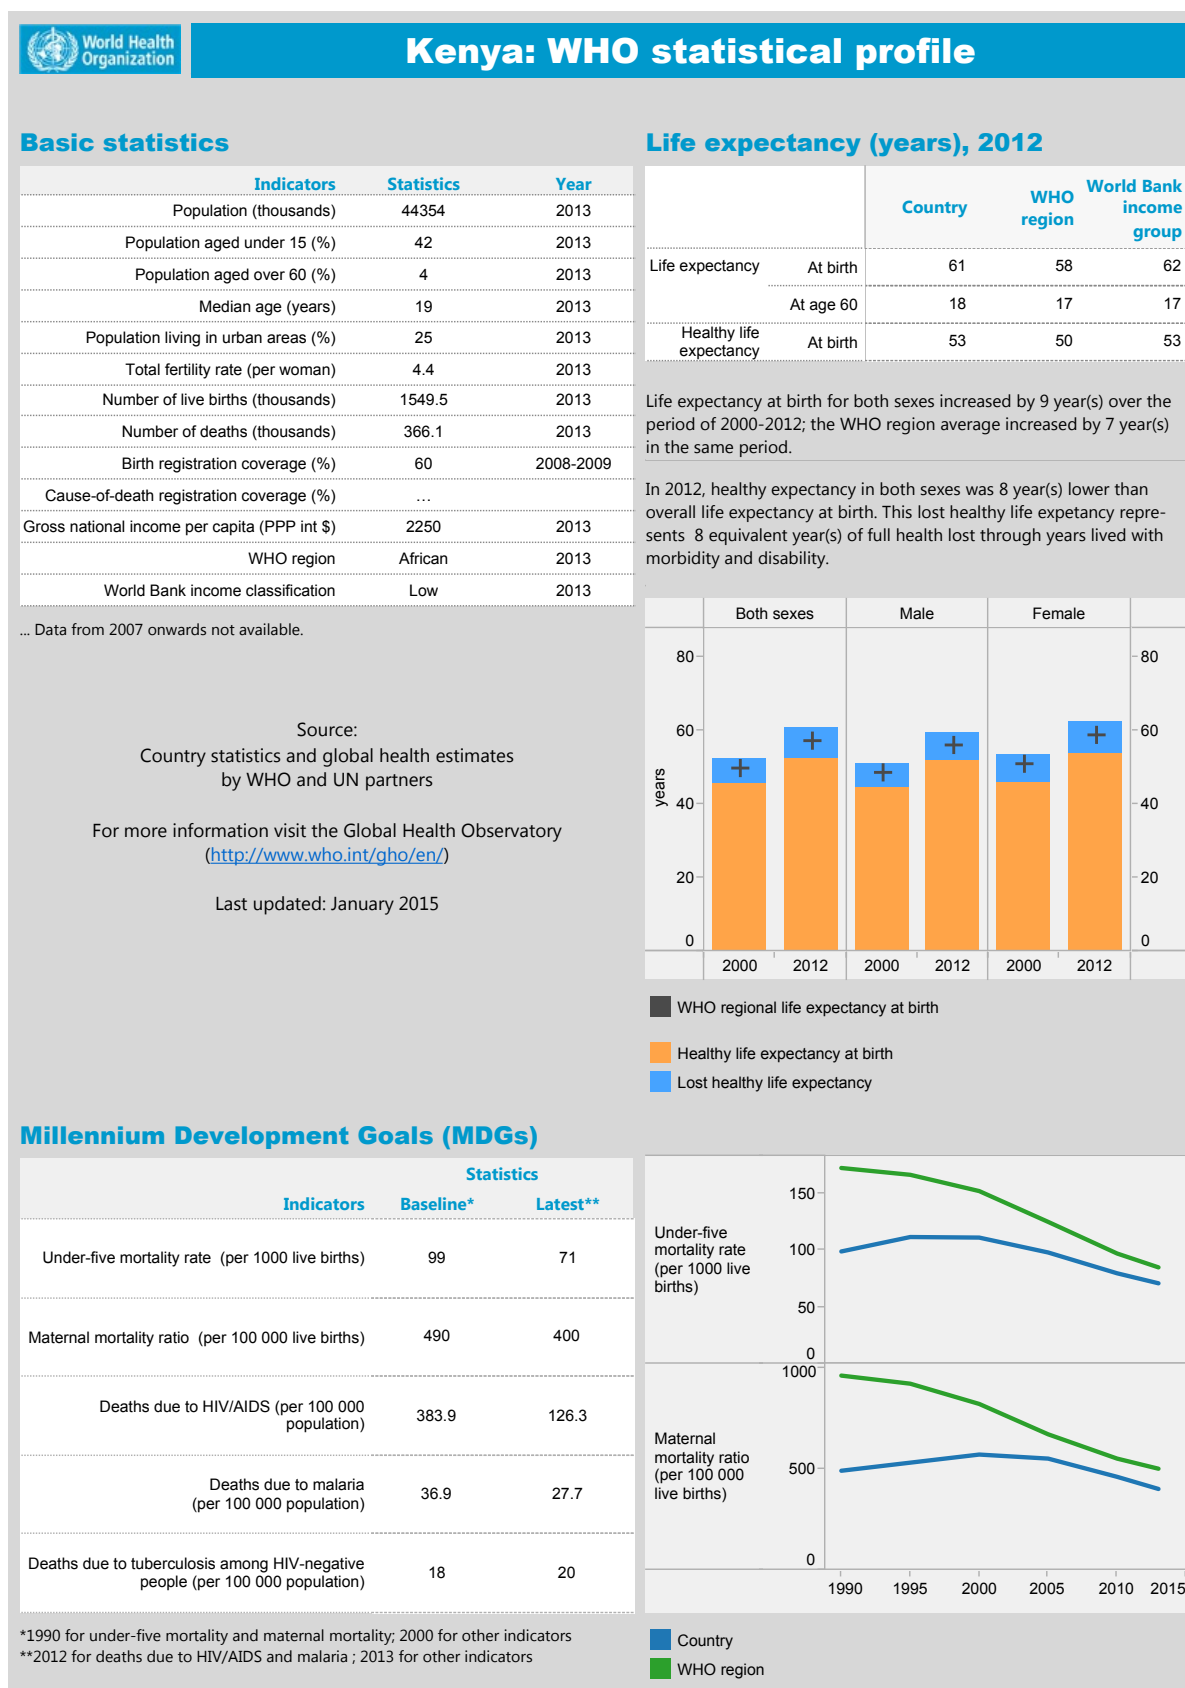 World Health
Organization
Kenya: WHO statistical profile
Basic statistics
Indicators Statistics Year
Population (thousands) 44354 2013
Population aged under 15 (%) 42 2013
Population aged over 60 (%) 4 2013
Median age (years) 19 2013
Population living in urban areas (%) 25 2013
Total fertility rate (per woman) 4.4 2013
Number of live births (thousands) 1549.5 2013
Number of deaths (thousands) 366.1 2013
Birth registration coverage (%) 60 2008-2009
Cause-of-death registration coverage (%) ...
Gross national income per capita (PPP int $) 2250 2013
WHO region African 2013
World Bank income classification Low 2013
... Data from 2007 onwards not available.
Source:
Country statistics and global health estimates
by WHO and UN partners
For more information visit the Global Health Observatory
(http://www.who.int/gho/en/)
Last updated: January 2015
Life expectancy (years), 2012
Country WHO region World Bank income group
Life expectancy At birth 61 58 62
At age 60 18 17 17
Healthy life expectancy At birth 53 50 53
Life expectancy at birth for both sexes increased by 9 year(s) over the
period of 2000-2012; the WHO region average increased by 7 year(s)
in the same period.
In 2012, healthy expectancy in both sexes was 8 year(s) lower than
overall life expectancy at birth. This lost healthy life expetancy repre-
sents 8 equivalent year(s) of full health lost through years lived with
morbidity and disability.
Both sexes Male Female
80 80
60 60
years
40 40
20 20
0 0
2000 2012 2000 2012 2000 2012
WHO regional life expectancy at birth
Healthy life expectancy at birth
Lost healthy life expectancy
Millennium Development Goals (MDGs)
Statistics
Indicators Baseline* Latest**
Under-five mortality rate (per 1000 live births) 99 71
Maternal mortality ratio (per 100 000 live births) 490 400
Deaths due to HIV/AIDS (per 100 000
population) 383.9 126.3
Deaths due to malaria
(per 100 000 population) 36.9 27.7
Deaths due to tuberculosis among HIV-negative
people (per 100 000 population) 18 20
*1990 for under-five mortality and maternal mortality; 2000 for other indicators
**2012 for deaths due to HIV/AIDS and malaria ; 2013 for other indicators
Under-five
mortality rate
(per 1000 live
births)
150
100
50
0
Maternal
mortality ratio
(per 100 000
live births)
1000
500
0
1990 1995 2000 2005 2010 2015
Country
WHO region